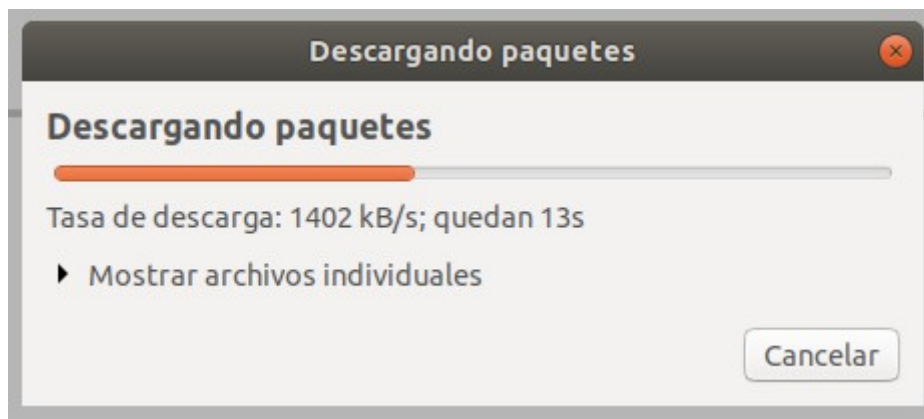 Descargando paquetes
Descargando paquetes
Tasa de descarga: 1402 kB/s; quedan 13s
Mostrar archivos individuales
Cancelar